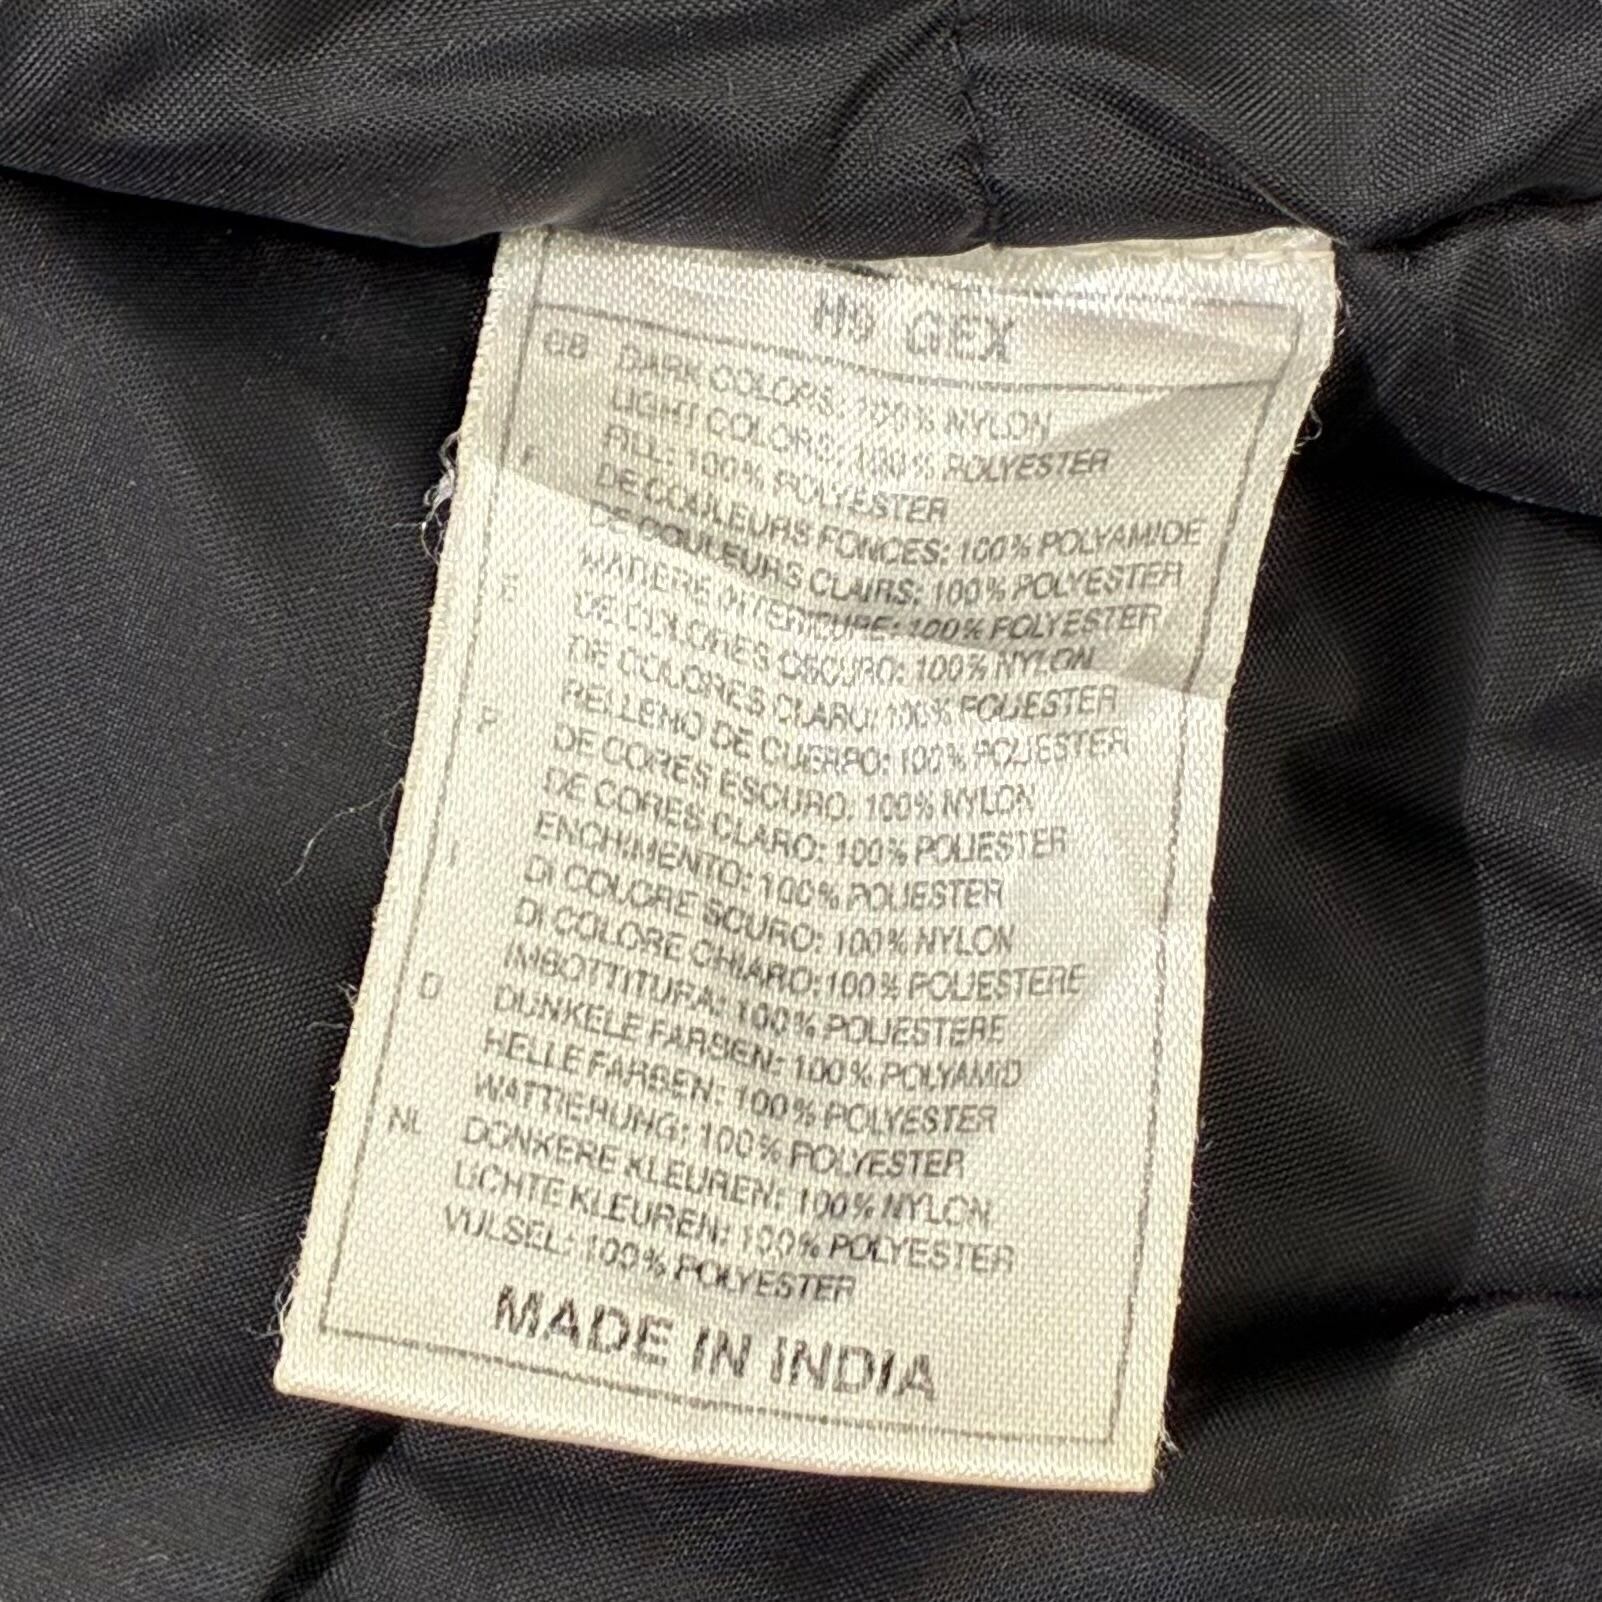 H9 GEX
GB DARK COLORS: 100% NYLON
LIGHT COLORS: 100% POLYESTER
FILL: 100% POLYESTER
F DE COULEURS FONCES: 100% POLYAMIDE
DE COULEURS CLAIRS: 100% POLYESTER
MATIERE INTERIEURE: 100% POLYESTER
E DE COLORES OSCURO: 100% NYLON
DE COLORES CLARO: 100% POLIESTER
RELLENO DE CUERPO: 100% POLIESTER
P DE CORES ESCURO: 100% NYLON
DE CORES CLARO: 100% POLIESTER
ENCHIMENTO: 100% POLIESTER
I DI COLORE SCURO: 100% NYLON
DI COLORE CHIARO: 100% POLIESTERE
IMBOTTITURA: 100% POLIESTERE
D DUNKELE FARBEN: 100% POLYAMID
HELLE FARBEN: 100% POLYESTER
WATTIERUNG: 100% POLYESTER
NL DONKERE KLEUREN: 100% NYLON
LICHTE KLEUREN: 100% POLYESTER
VULSEL: 100% POLYESTER
MADE IN INDIA